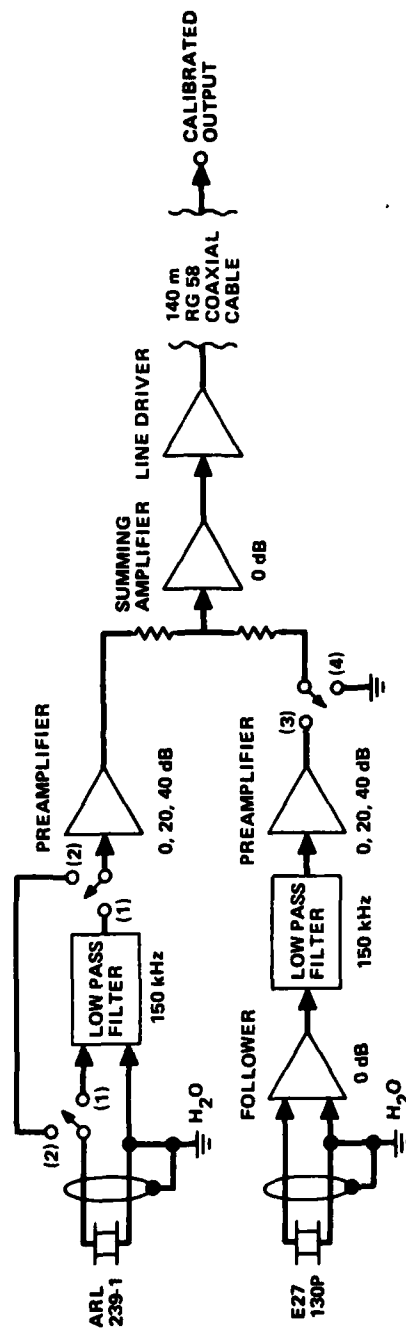 ARL
239-1
(2)
(1)
H₂O
LOW PASS
FILTER
150 kHz
(1)
(2)
PREAMPLIFIER
0, 20, 40 dB
E27
130P
H₂O
FOLLOWER
0 dB
LOW PASS
FILTER
150 kHz
PREAMPLIFIER
0, 20, 40 dB
(3)
(4)
SUMMING
AMPLIFIER
0 dB
LINE DRIVER
140 m
RG 58
COAXIAL
CABLE
CALIBRATED
OUTPUT